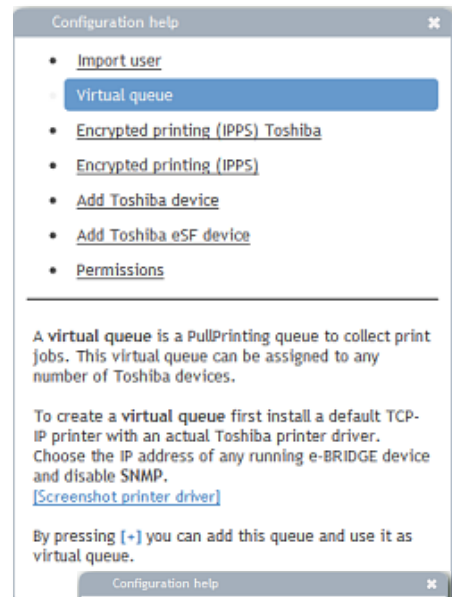 Configuration help
Import user
Virtual queue
Encrypted printing (IPPS) Toshiba
Encrypted printing (IPPS)
Add Toshiba device
Add Toshiba eSF device
Permissions
A virtual queue is a PullPrinting queue to collect print
jobs. This virtual queue can be assigned to any
number of Toshiba devices.
To create a virtual queue first install a default TCP-
IP printer with an actual Toshiba printer driver.
Choose the IP address of any running e-BRIDGE device
and disable SNMP.
[Screenshot printer driver]
By pressing [+] you can add this queue and use it as
virtual queue.
Configuration help